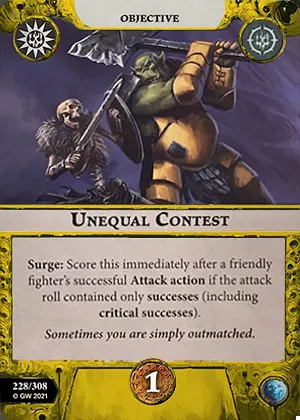 OBJECTIVE
UNEQUAL CONTEST
Surge: Score this immediately after a friendly
fighter's successful Attack action if the attack
roll contained only successes (including
critical successes).
Sometimes you are simply outmatched.
228/308
© GW 2021
1